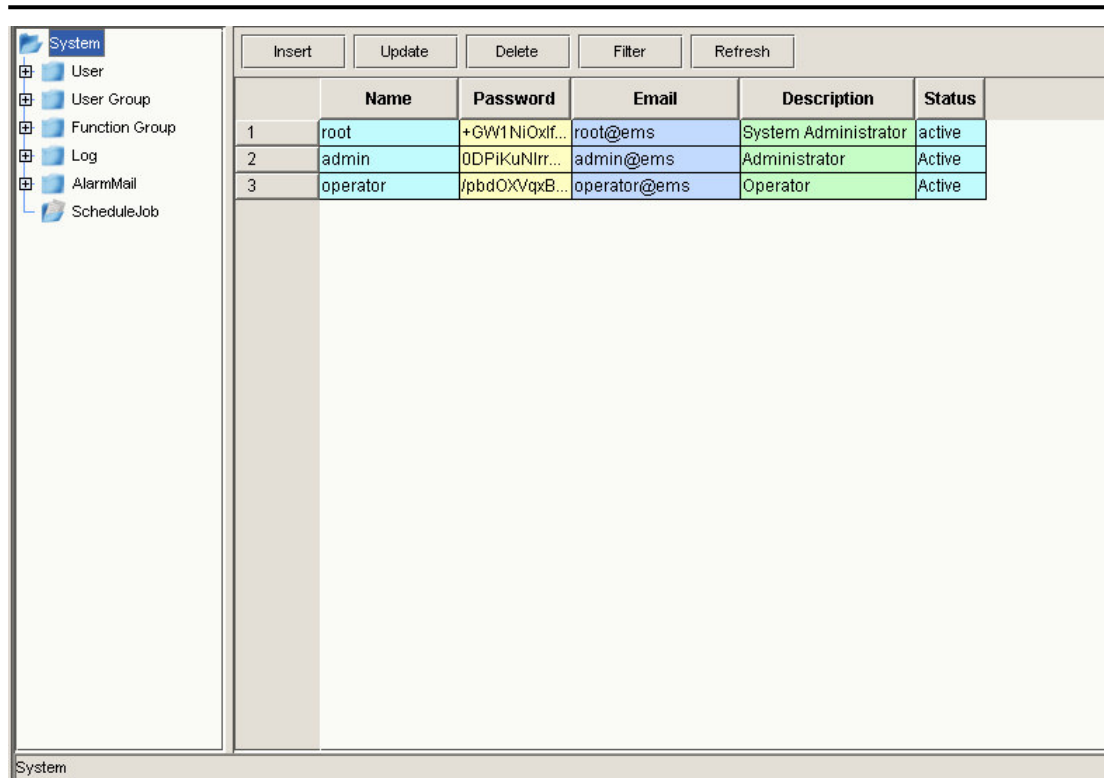 System
User
User Group
Function Group
Log
AlarmMail
ScheduleJob
Insert Update Delete Filter Refresh
Name Password Email Description Status
1 root +GW1NiOxlf... root@ems System Administrator active
2 admin 0DPiKuNIrr... admin@ems Administrator Active
3 operator /pbdOXVqxB... operator@ems Operator Active
System